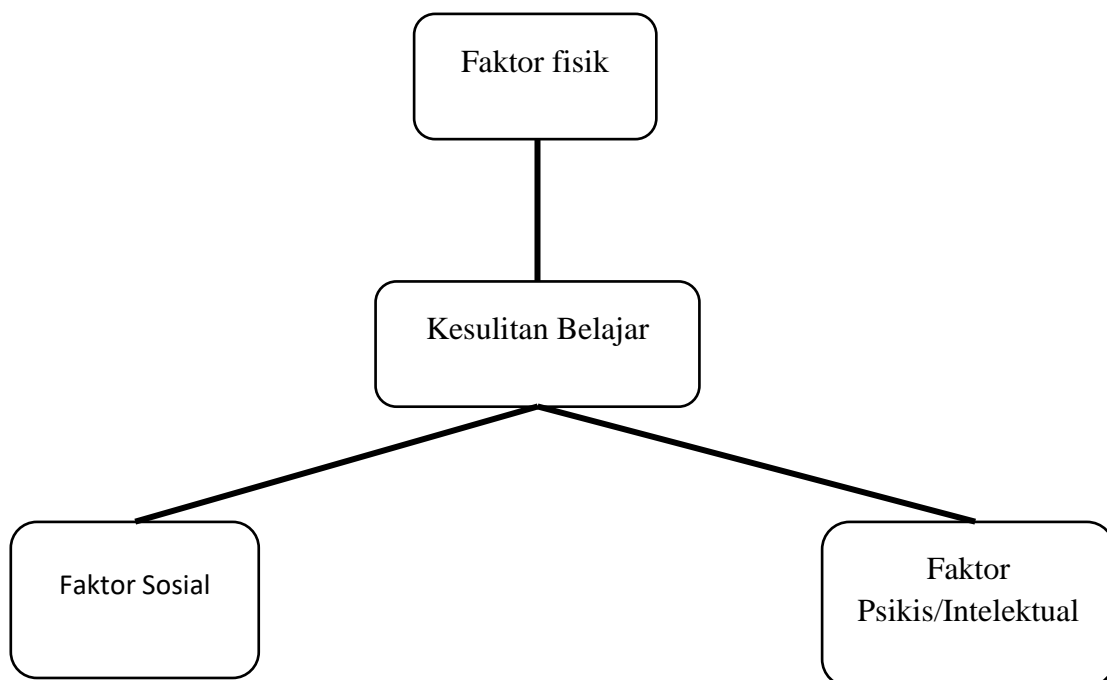 Faktor fisik
Kesulitan Belajar
Faktor Sosial
Faktor
Psikis/Intelektual